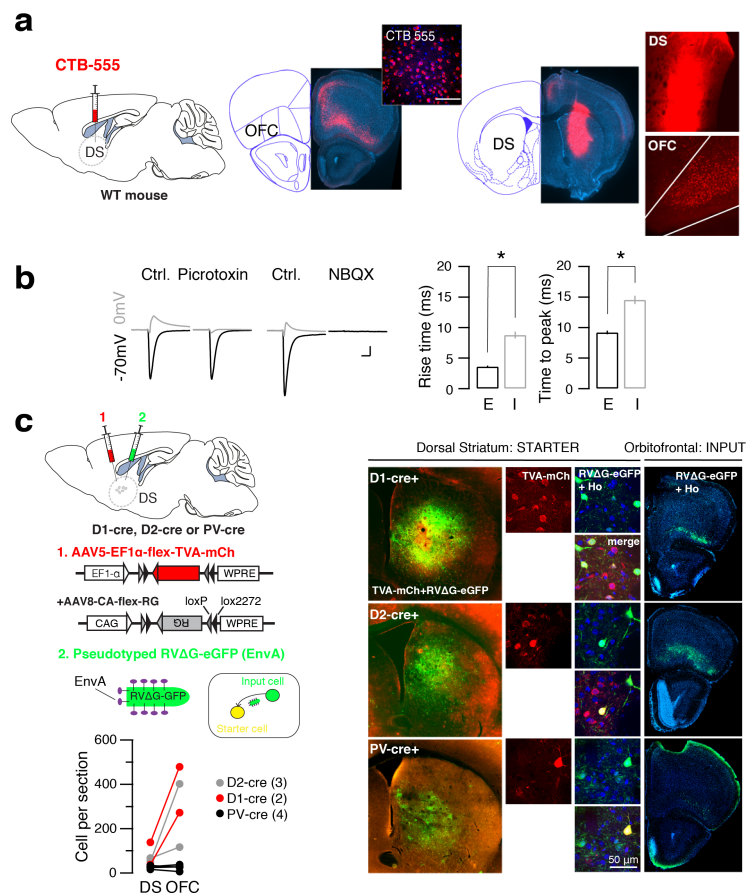 a
CTB-555
DS
WT mouse
OFC
CTB 555
DS
DS
OFC
b
Ctrl. Picrotoxin Ctrl. NBQX
0mV
-70mV
Rise time (ms)
20
15
10
5
0
*
E I
Time to peak (ms)
20
15
10
5
0
*
E I
c
1 2
DS
D1-cre, D2-cre or PV-cre
1. AAV5-EF1α-flex-TVA-mCh
EF1-α WPRE
+AAV8-CA-flex-RG loxP lox2272
CAG RG WPRE
2. Pseudotyped RVΔG-eGFP (EnvA)
EnvA
RVΔG-GFP
Input cell
Starter cell
Cell per section
600
400
200
0
DS OFC
D2-cre (3)
D1-cre (2)
PV-cre (4)
Dorsal Striatum: STARTER Orbitofrontal: INPUT
D1-cre+
TVA-mCh+RVΔG-eGFP
TVA-mCh
RVΔG-eGFP
+ Ho
merge
RVΔG-eGFP
+ Ho
D2-cre+
PV-cre+
50 µm